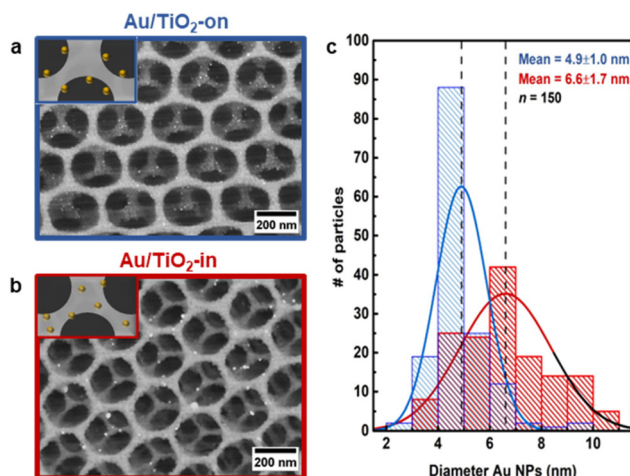 Au/TiO₂-on
a
200 nm
Au/TiO₂-in
b
200 nm
c
Mean = 4.9±1.0 nm
Mean = 6.6±1.7 nm
n = 150
# of particles
100
90
80
70
60
50
40
30
20
10
0
2 4 6 8 10
Diameter Au NPs (nm)